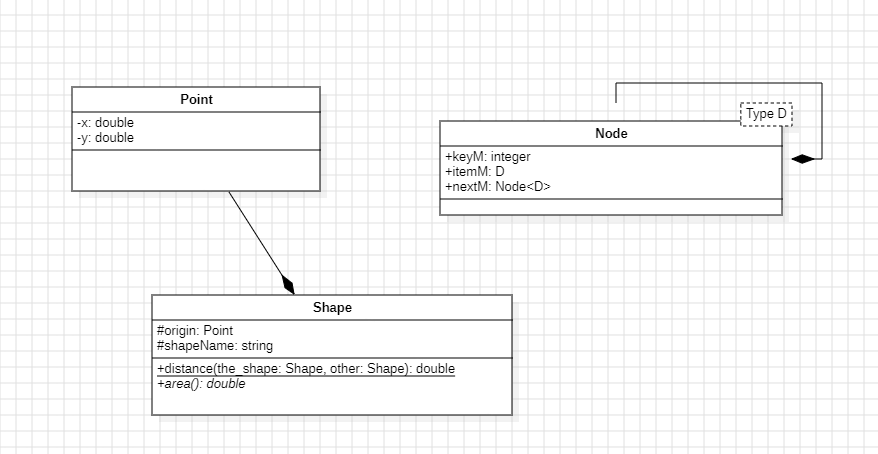 Point
-x: double
-y: double
Type D
Node
+keyM: integer
+itemM: D
+nextM: Node<D>
Shape
#origin: Point
#shapeName: string
+distance(the_shape: Shape, other: Shape): double
+area(): double